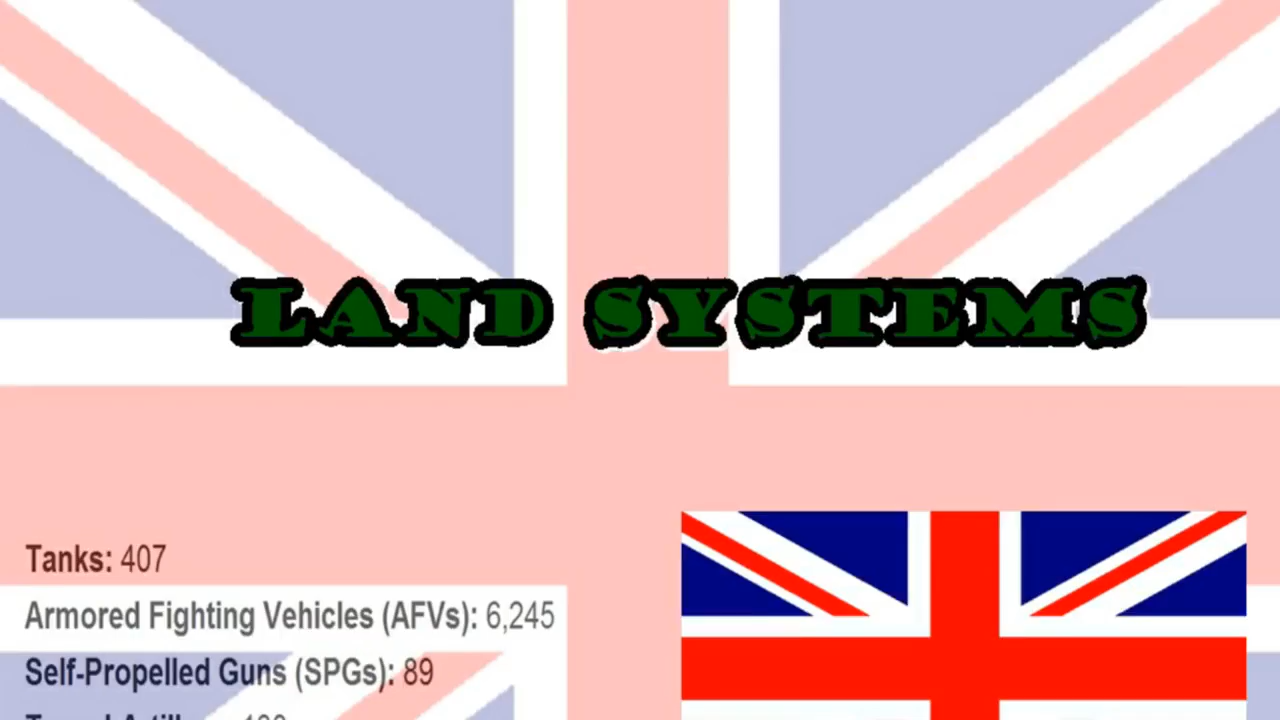 LAND SYSTEMS
Tanks: 407
Armored Fighting Vehicles (AFVs): 6,245
Self-Propelled Guns (SPGs): 89